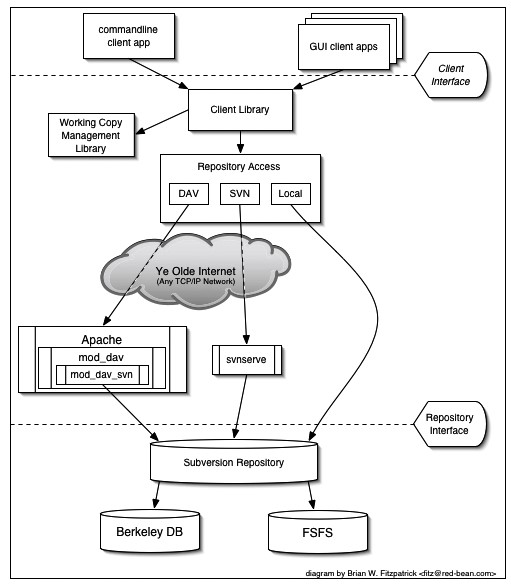 commandline
client app
GUI client apps
Client
Interface
Client Library
Working Copy
Management
Library
Repository Access
DAV
SVN
Local
Ye Olde Internet
(Any TCP/IP Network)
Apache
mod_dav
mod_dav_svn
svnserve
Repository
Interface
Subversion Repository
Berkeley DB
FSFS
diagram by Brian W. Fitzpatrick <fitz@red-bean.com>